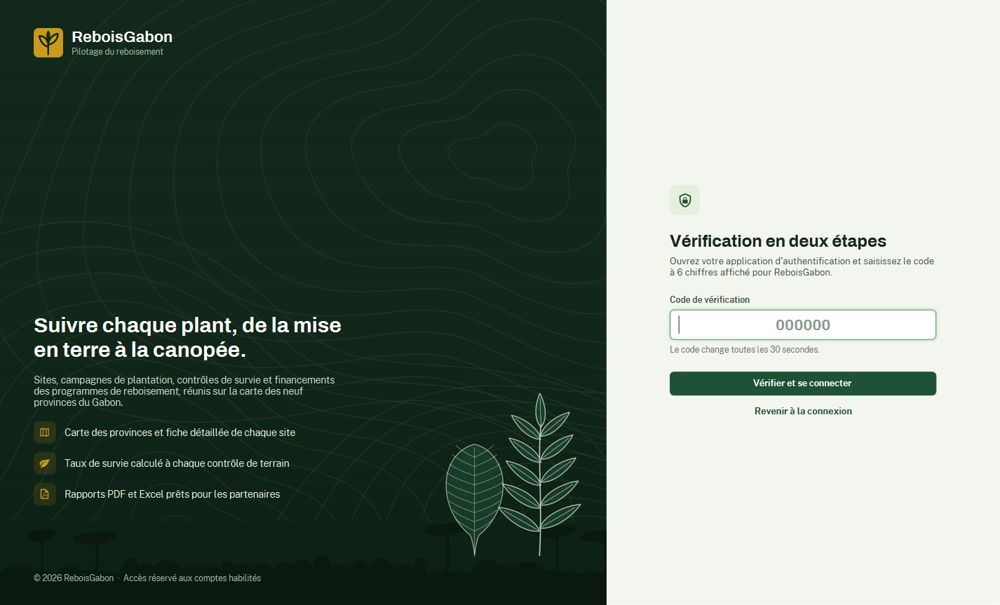 ReboisGabon
Pilotage du reboisement
Suivre chaque plant, de la mise
en terre à la canopée.
Sites, campagnes de plantation, contrôles de survie et financements
des programmes de reboisement, réunis sur la carte des neuf
provinces du Gabon.
Carte des provinces et fiche détaillée de chaque site
Taux de survie calculé à chaque contrôle de terrain
Rapports PDF et Excel prêts pour les partenaires
© 2026 ReboisGabon · Accès réservé aux comptes habilités
Vérification en deux étapes
Ouvrez votre application d'authentification et saisissez le code
à 6 chiffres affiché pour ReboisGabon.
Code de vérification
000000
Le code change toutes les 30 secondes.
Vérifier et se connecter
Revenir à la connexion